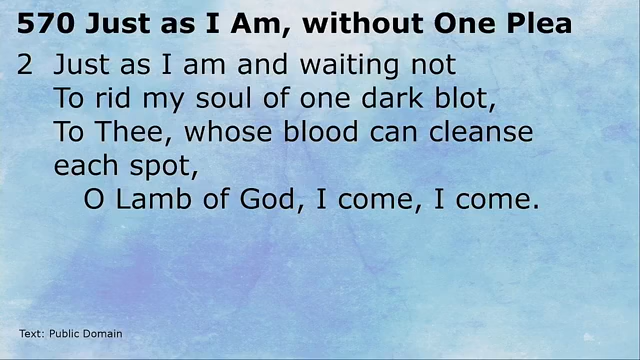 570 Just as I Am, without One Plea
2 Just as I am and waiting not
To rid my soul of one dark blot,
To Thee, whose blood can cleanse
each spot,
O Lamb of God, I come, I come.
Text: Public Domain